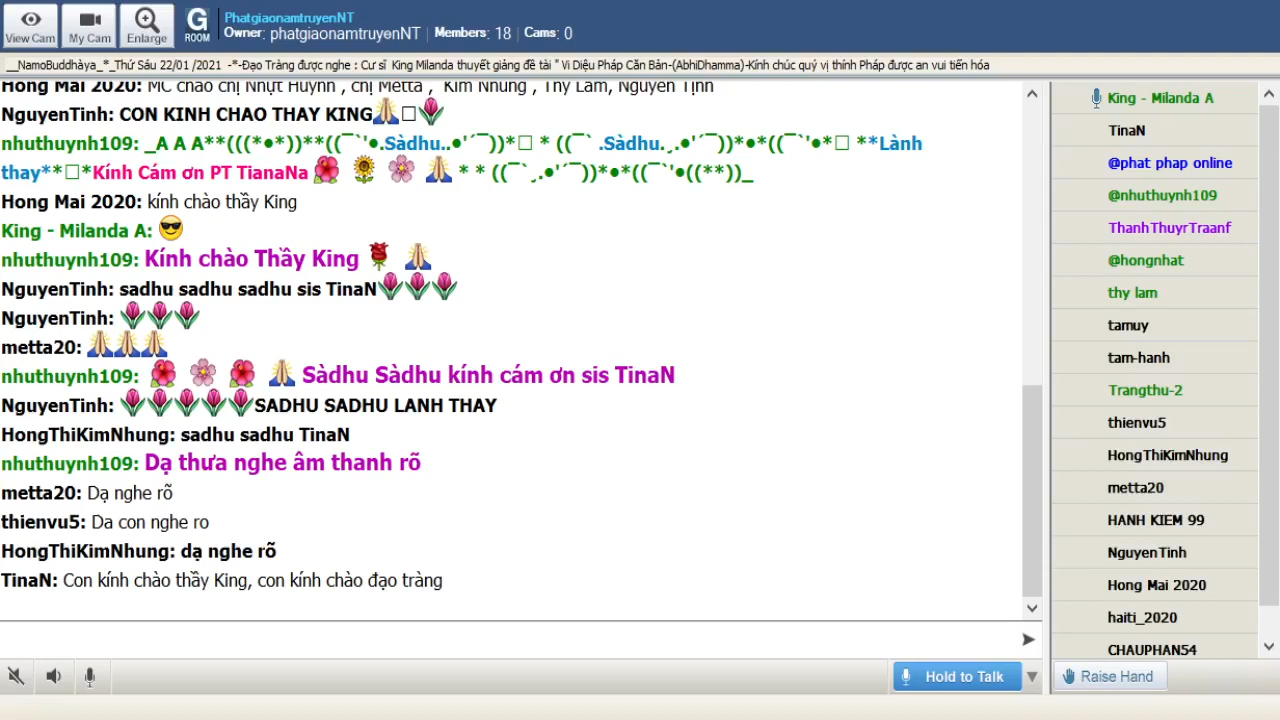 View Cam
My Cam
Enlarge
G
ROOM
PhatgiaonamtruyenNT
Owner: phatgiaonamtruyenNT | Members: 18 | Cams: 0
__NamoBuddhàya_*_Thứ Sáu 22/01 /2021 -*-Đạo Tràng được nghe : Cư sĩ King Milanda thuyết giảng đề tài " Vi Diệu Pháp Căn Bản-(AbhiDhamma)-Kính chúc quý vị thính Pháp được an vui tiến hóa
Hong Mai 2020: MC chào chị Nhựt Huỳnh , chị Metta , Kim Nhung , Thy Lam, Nguyen Tịnh
NguyenTinh: CON KINH CHAO THAY KING🙏□🌷
nhuthuynh109: _A A A**(((*•*))**((¯`'•.Sàdhu..•'´¯))*□ * ((¯` .Sàdhu.¸.•'´¯))*•*((¯`'•*□ **Lành
thay**□*Kính Cám ơn PT TianaNa🌺 🌻 🌸 🙏 * * ((¯`¸.•'´¯))*•*((¯`'•((**))_
Hong Mai 2020: kính chào thầy King
King - Milanda A: 😎
nhuthuynh109: Kính chào Thầy King 🌹 🙏
NguyenTinh: sadhu sadhu sadhu sis TinaN🌷🌷🌷
NguyenTinh: 🌷🌷🌷
metta20: 🙏🙏🙏
nhuthuynh109: 🌺 🌸 🌺 🙏 Sàdhu Sàdhu kính cám ơn sis TinaN
NguyenTinh: 🌷🌷🌷🌷🌷SADHU SADHU LANH THAY
HongThiKimNhung: sadhu sadhu TinaN
nhuthuynh109: Dạ thưa nghe âm thanh rõ
metta20: Dạ nghe rõ
thienvu5: Da con nghe ro
HongThiKimNhung: dạ nghe rõ
TinaN: Con kính chào thầy King, con kính chào đạo tràng
King - Milanda A
TinaN
@phat phap online
@nhuthuynh109
ThanhThuyrTraanf
@hongnhat
thy lam
tamuy
tam-hanh
Trangthu-2
thienvu5
HongThiKimNhung
metta20
HANH KIEM 99
NguyenTinh
Hong Mai 2020
haiti_2020
CHAUPHAN54
Hold to Talk
Raise Hand